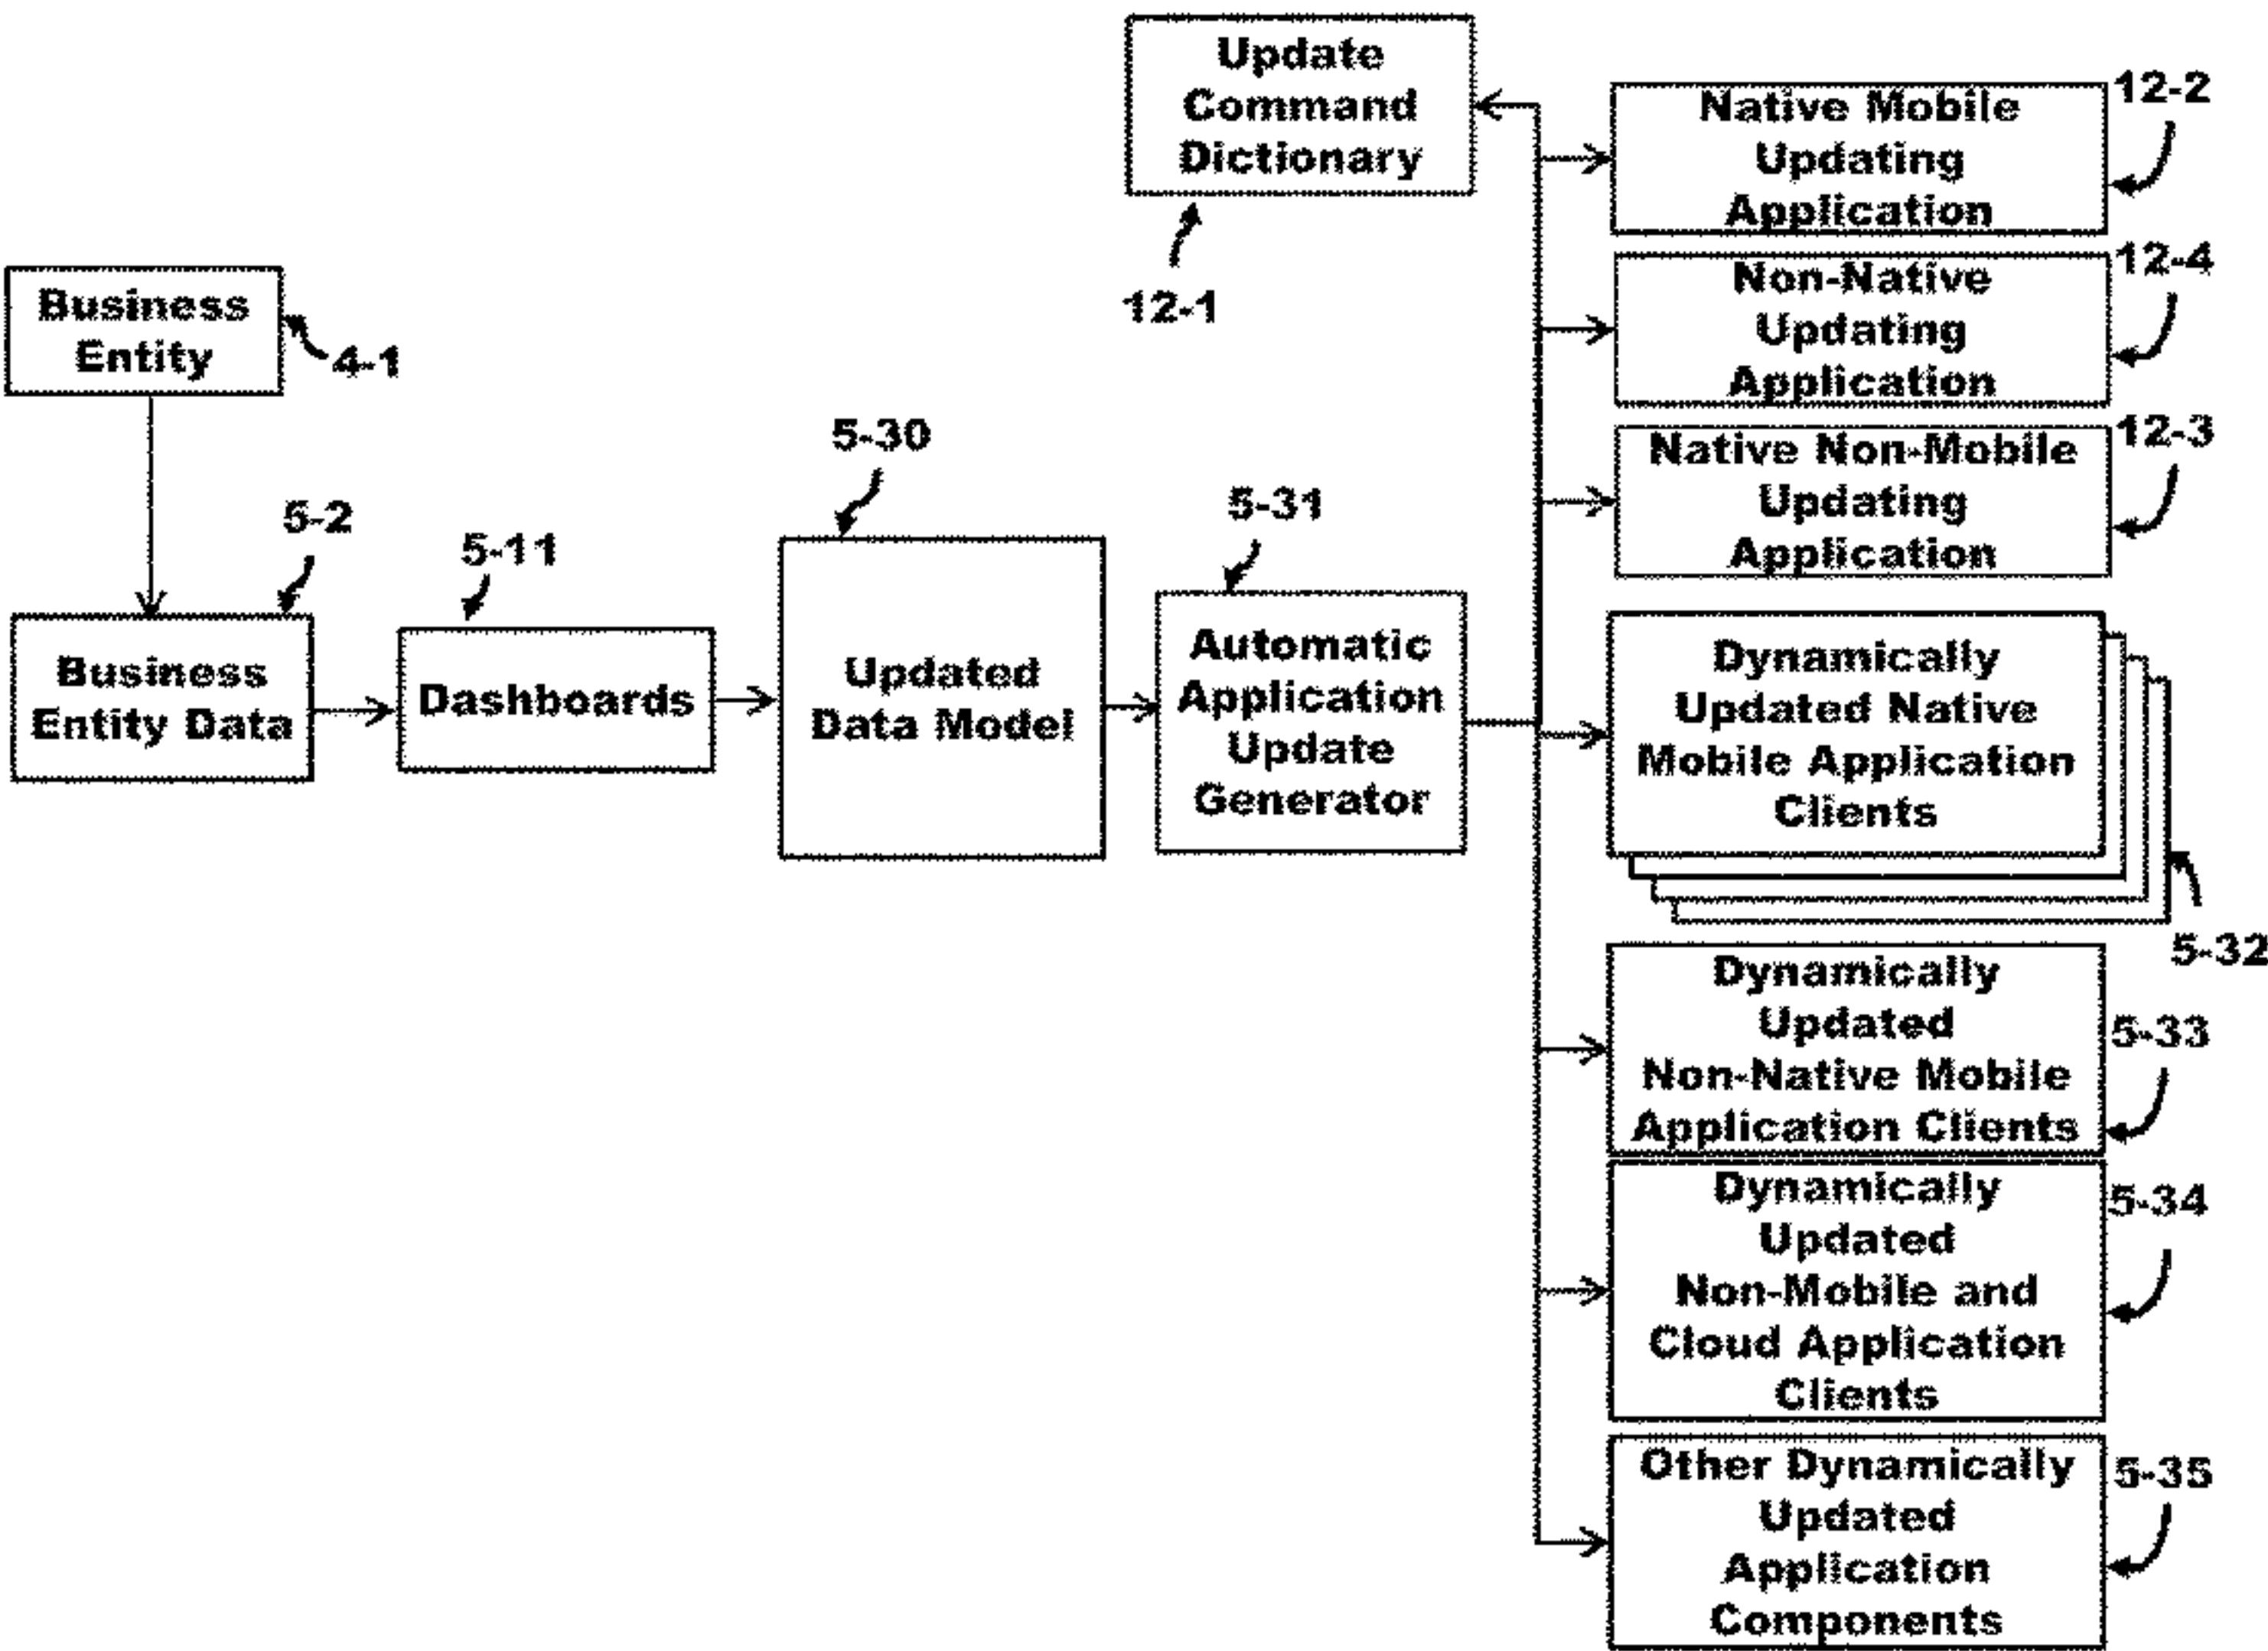 Update
Command
Dictionary
12-1
Native Mobile
Updating
Application
12-2
Non-Native
Updating
Application
12-4
Native Non-Mobile
Updating
Application
12-3
Business
Entity
4-1
5-2
Business
Entity Data
5-11
Dashboards
5-30
Updated
Data Model
5-31
Automatic
Application
Update
Generator
Dynamically
Updated Native
Mobile Application
Clients
5-32
Dynamically
Updated
Non-Native Mobile
Application Clients
5-33
Dynamically
Updated
Non-Mobile and
Cloud Application
Clients
5-34
Other Dynamically
Updated
Application
Components
5-35